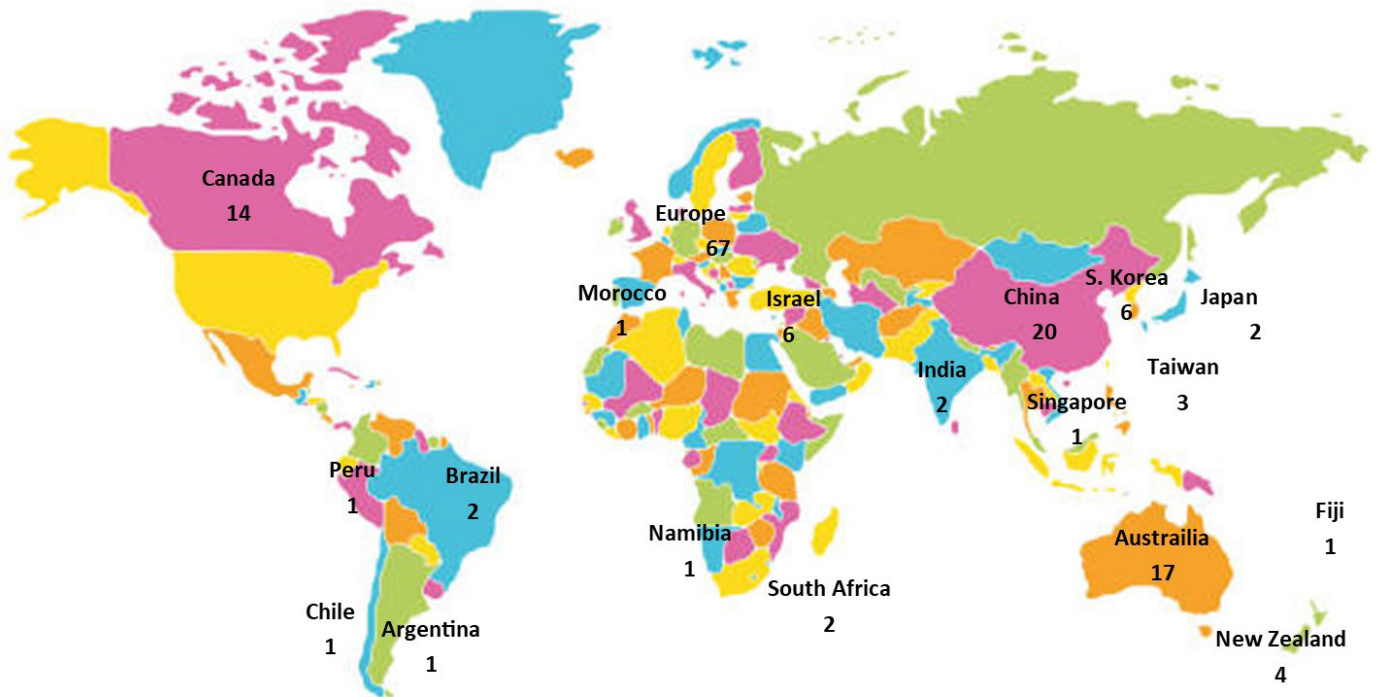 Canada
14
Europe
67
Morocco
1
Israel
6
S. Korea
6
China
20
Japan
2
India
2
Taiwan
3
Singapore
1
Peru
1
Brazil
2
Namibia
1
South Africa
2
Fiji
1
Austrailia
17
Chile
1
Argentina
1
New Zealand
4